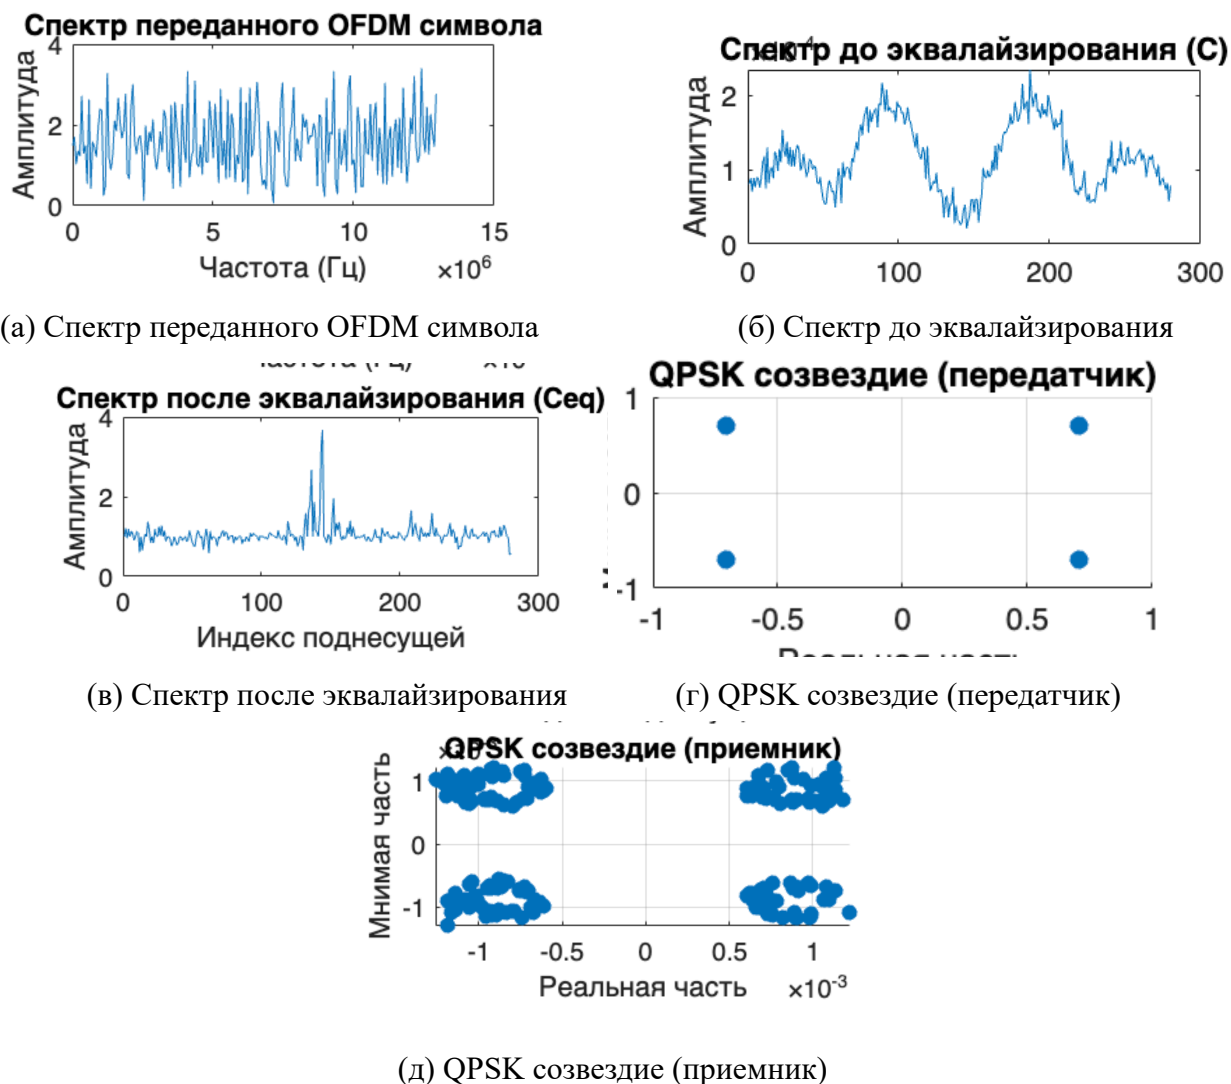 Спектр переданного OFDM символа
Амплитуда
4
2
0
0 5 10 15
Частота (Гц) ×10⁶
(а) Спектр переданного OFDM символа
Спектр до эквалайзирования (C)
Амплитуда
2
1
0
0 100 200 300
(б) Спектр до эквалайзирования
Спектр после эквалайзирования (Ceq)
Амплитуда
4
2
0
0 100 200 300
Индекс поднесущей
(в) Спектр после эквалайзирования
QPSK созвездие (передатчик)
1
0
-1
-1 -0.5 0 0.5 1
(г) QPSK созвездие (передатчик)
QPSK созвездие (приемник)
Мнимая часть
1
0
-1
-1 -0.5 0 0.5 1
Реальная часть ×10⁻³
(д) QPSK созвездие (приемник)